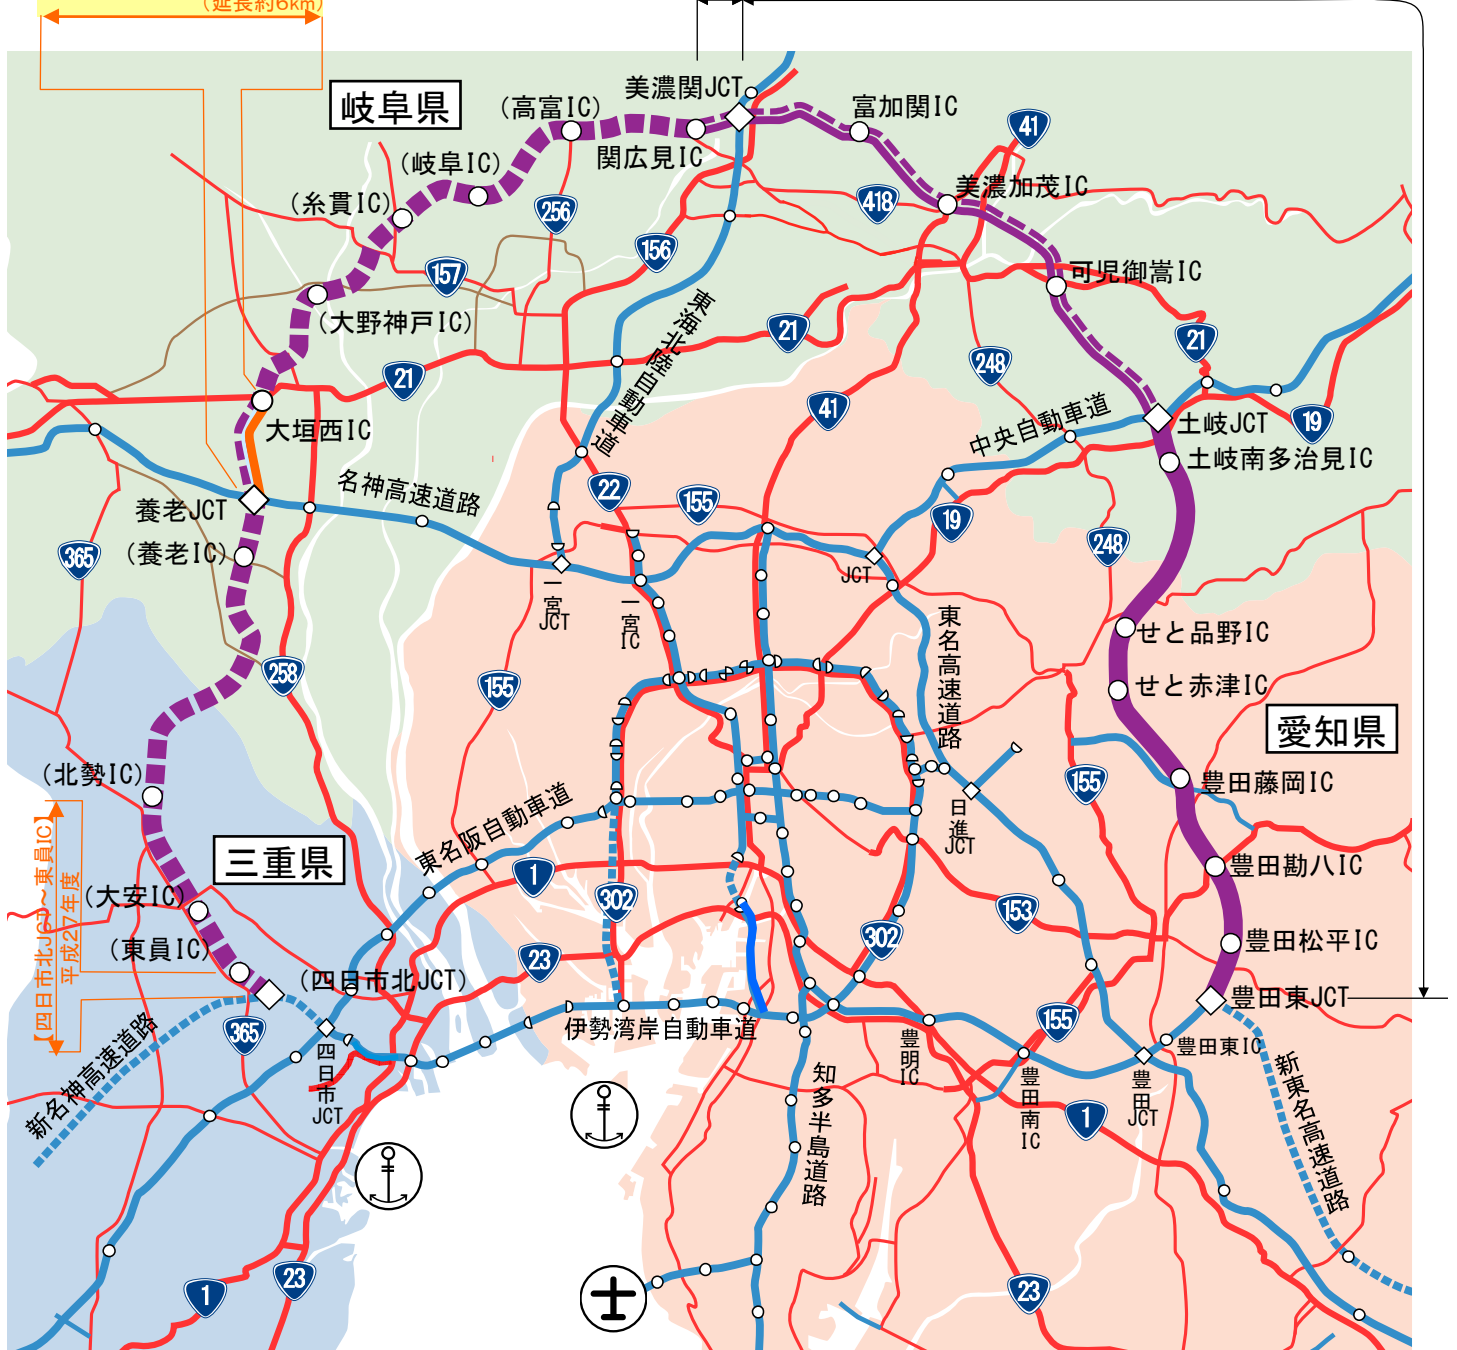 (延長約6km)
岐阜県
美濃関JCT
(高富IC)
富加関IC
41
関広見IC
(岐阜IC)
美濃加茂IC
(糸貫IC)
256
418
156
157
可児御嵩IC
(大野神戸IC)
東海北陸自動車道
21
21
248
21
41
中央自動車道
19
土岐JCT
大垣西IC
土岐南多治見IC
名神高速道路
22
155
養老JCT
19
(養老IC)
365
248
JCT
一宮JCT
一宮IC
東名高速道路
せと品野IC
258
155
せと赤津IC
愛知県
(北勢IC)
155
豊田藤岡IC
日進JCT
東名阪自動車道
三重県
1
豊田勘八IC
【四日市北JCT～東員IC】
平成27年度
(大安IC)
302
153
302
(東員IC)
23
豊田松平IC
(四日市北JCT)
豊田東JCT
365
伊勢湾岸自動車道
155
新名神高速道路
四日市JCT
豊明IC
豊田東IC
豊田南IC
豊田JCT
知多半島道路
新東名高速道路
1
1
23
23